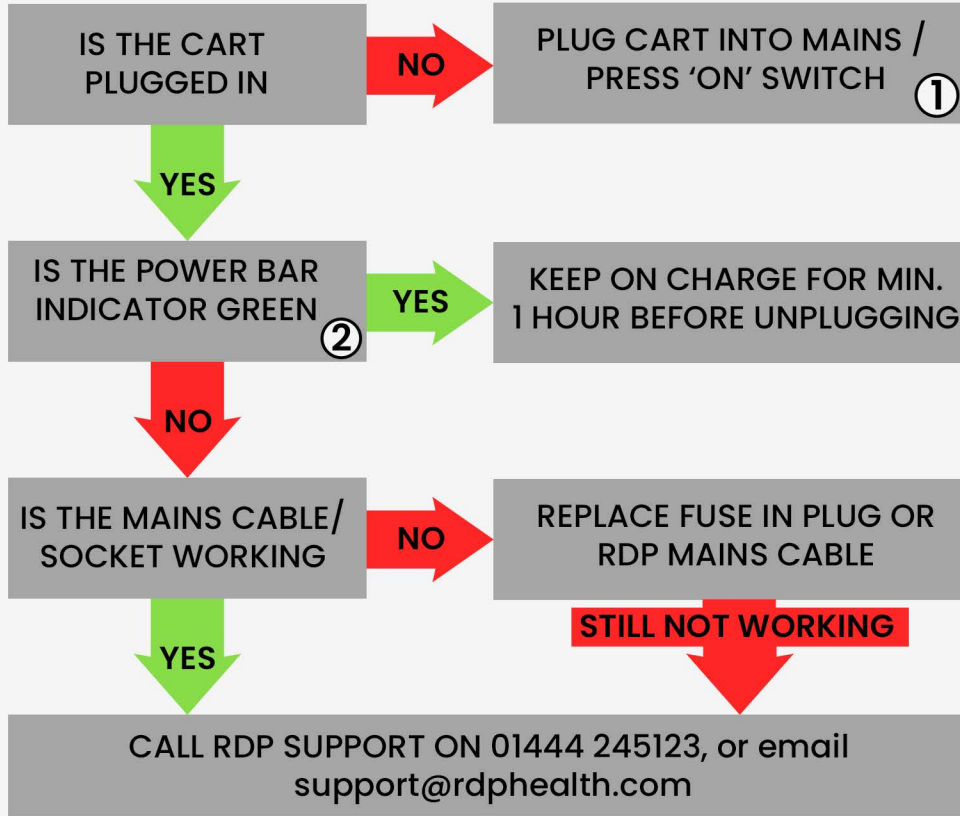 IS THE CART
PLUGGED IN
NO
PLUG CART INTO MAINS /
PRESS ‘ON’ SWITCH
1
YES
IS THE POWER BAR
INDICATOR GREEN
2
YES
KEEP ON CHARGE FOR MIN.
1 HOUR BEFORE UNPLUGGING
NO
IS THE MAINS CABLE/
SOCKET WORKING
NO
REPLACE FUSE IN PLUG OR
RDP MAINS CABLE
STILL NOT WORKING
YES
CALL RDP SUPPORT ON 01444 245123, or email
support@rdphealth.com